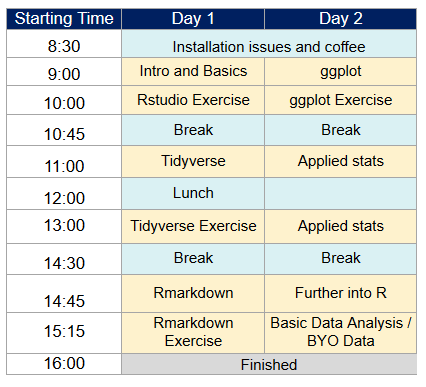 Starting Time Day 1 Day 2
8:30 Installation issues and coffee
9:00 Intro and Basics ggplot
10:00 Rstudio Exercise ggplot Exercise
10:45 Break Break
11:00 Tidyverse Applied stats
12:00 Lunch
13:00 Tidyverse Exercise Applied stats
14:30 Break Break
14:45 Rmarkdown Further into R
15:15 Rmarkdown Exercise Basic Data Analysis / BYO Data
16:00 Finished